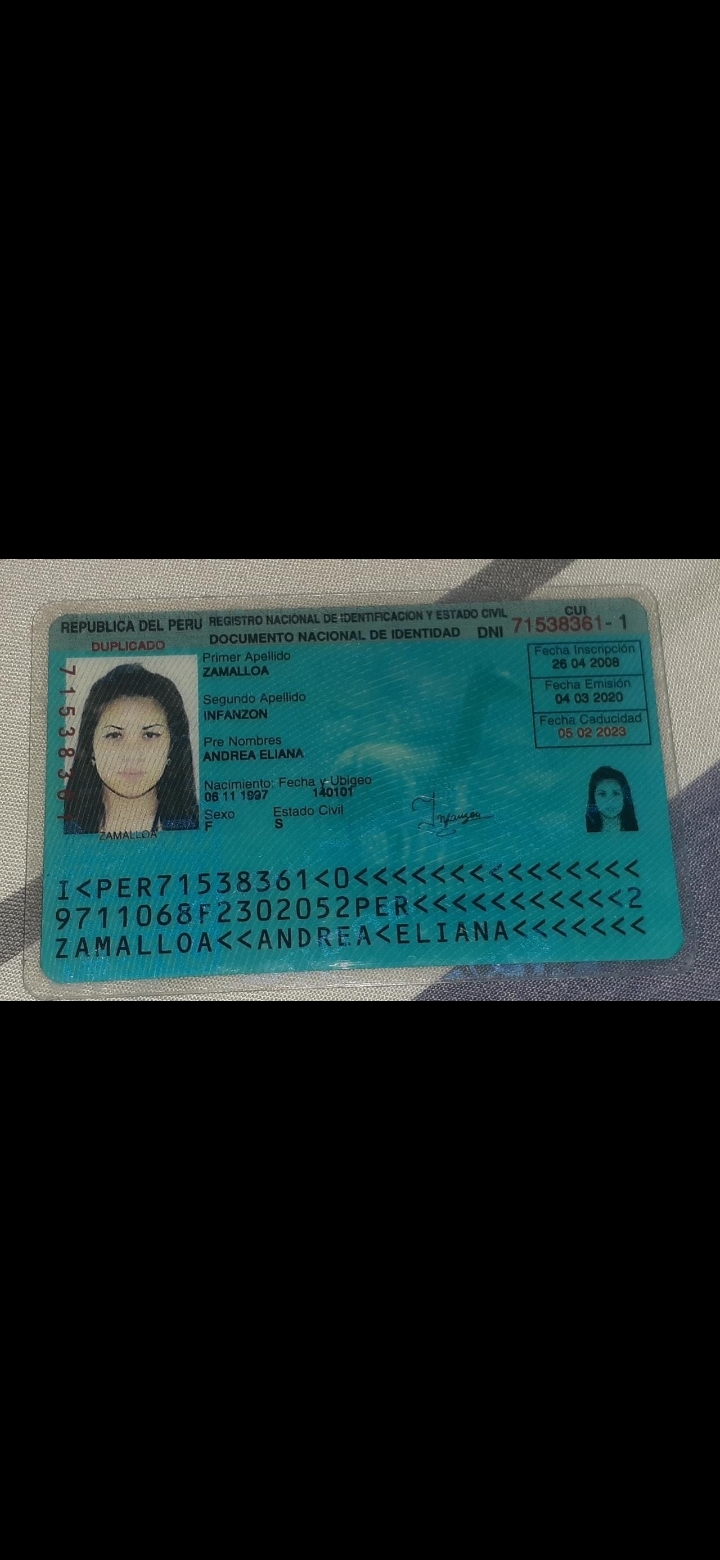 REPUBLICA DEL PERU REGISTRO NACIONAL DE IDENTIFICACION Y ESTADO CIVIL
CUI
DOCUMENTO NACIONAL DE IDENTIDAD DNI 71538361-1
DUPLICADO
Primer Apellido
ZAMALLOA
Segundo Apellido
INFANZON
Pre Nombres
ANDREA ELIANA
Nacimiento: Fecha y Ubigeo
06 11 1997 140101
Sexo Estado Civil
F S
Fecha Inscripción
26 04 2008
Fecha Emisión
04 03 2020
Fecha Caducidad
05 02 2023
71538361
ZAMALLOA
Infanzon
I<PER71538361<0<<<<<<<<<<<<<<<
9711068F2302052PER<<<<<<<<<<<2
ZAMALLOA<<ANDREA<ELIANA<<<<<<<